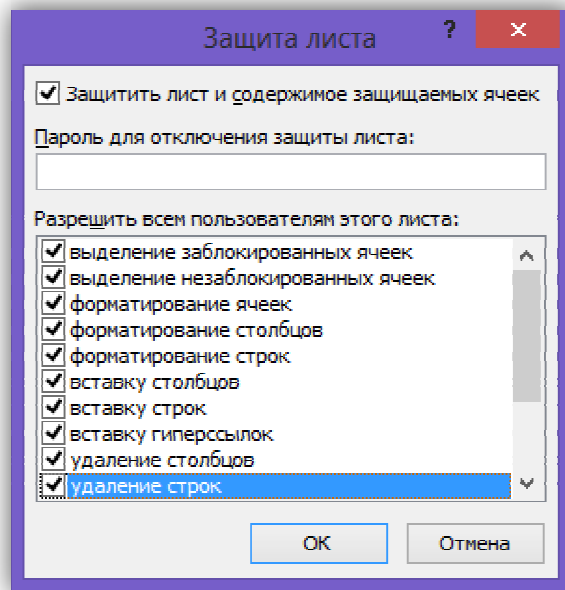 Защита листа
?
×
Защитить лист и содержимое защищаемых ячеек
Пароль для отключения защиты листа:
Разрешить всем пользователям этого листа:
выделение заблокированных ячеек
выделение незаблокированных ячеек
форматирование ячеек
форматирование столбцов
форматирование строк
вставку столбцов
вставку строк
вставку гиперссылок
удаление столбцов
удаление строк
ОК
Отмена